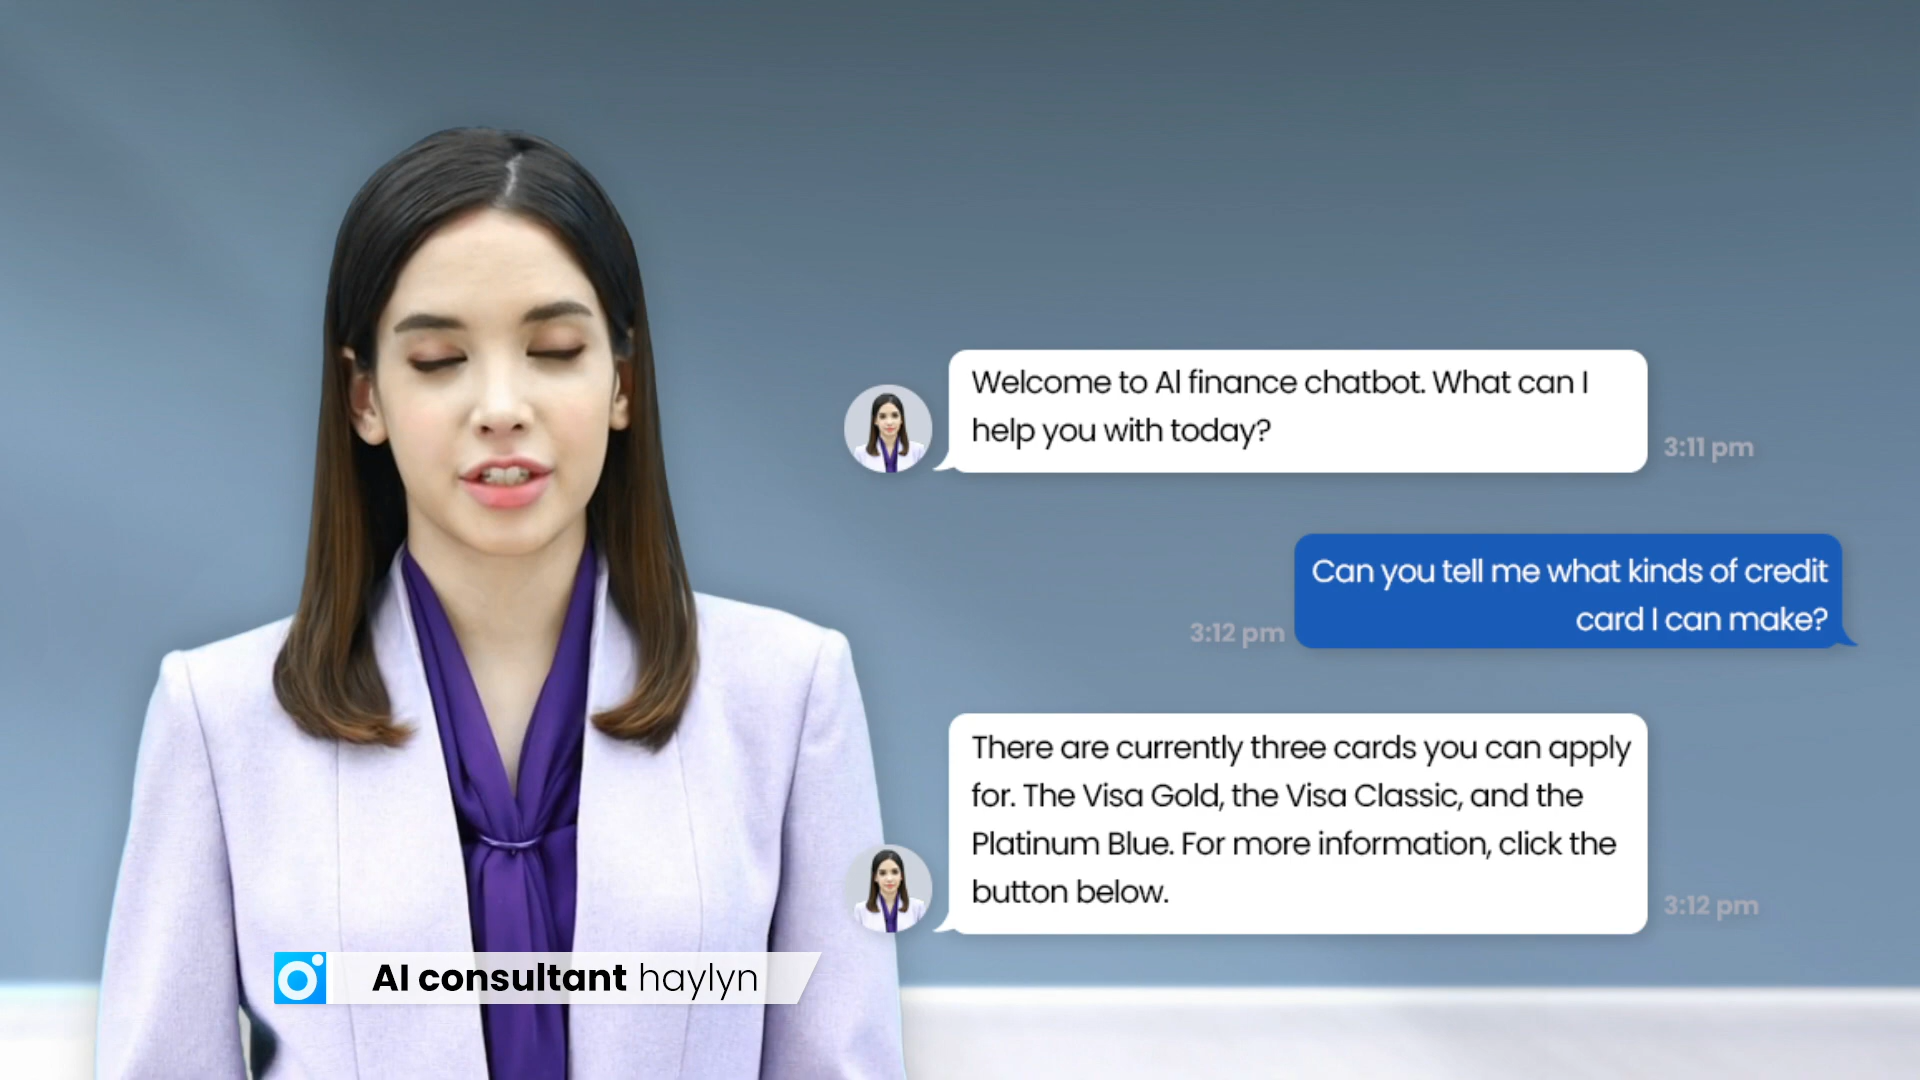 Welcome to AI finance chatbot. What can I
help you with today?
3:11 pm
Can you tell me what kinds of credit
card I can make?
3:12 pm
There are currently three cards you can apply
for. The Visa Gold, the Visa Classic, and the
Platinum Blue. For more information, click the
button below.
3:12 pm
AI consultant haylyn